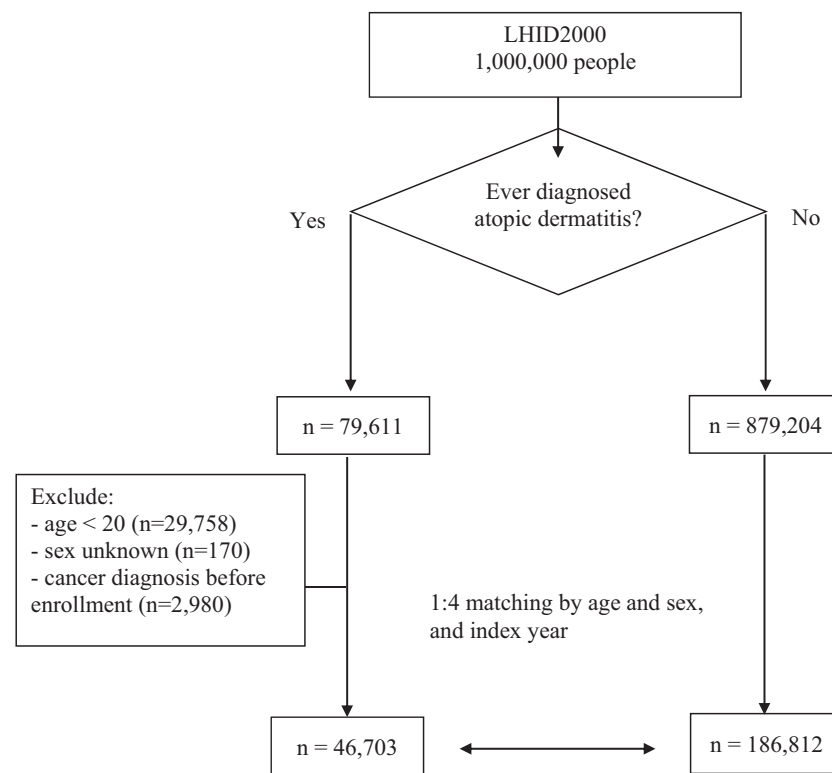 LHID2000
1,000,000 people
Ever diagnosed
atopic dermatitis?
Yes
No
n = 79,611
n = 879,204
Exclude:
- age < 20 (n=29,758)
- sex unknown (n=170)
- cancer diagnosis before
enrollment (n=2,980)
1:4 matching by age and sex,
and index year
n = 46,703
n = 186,812